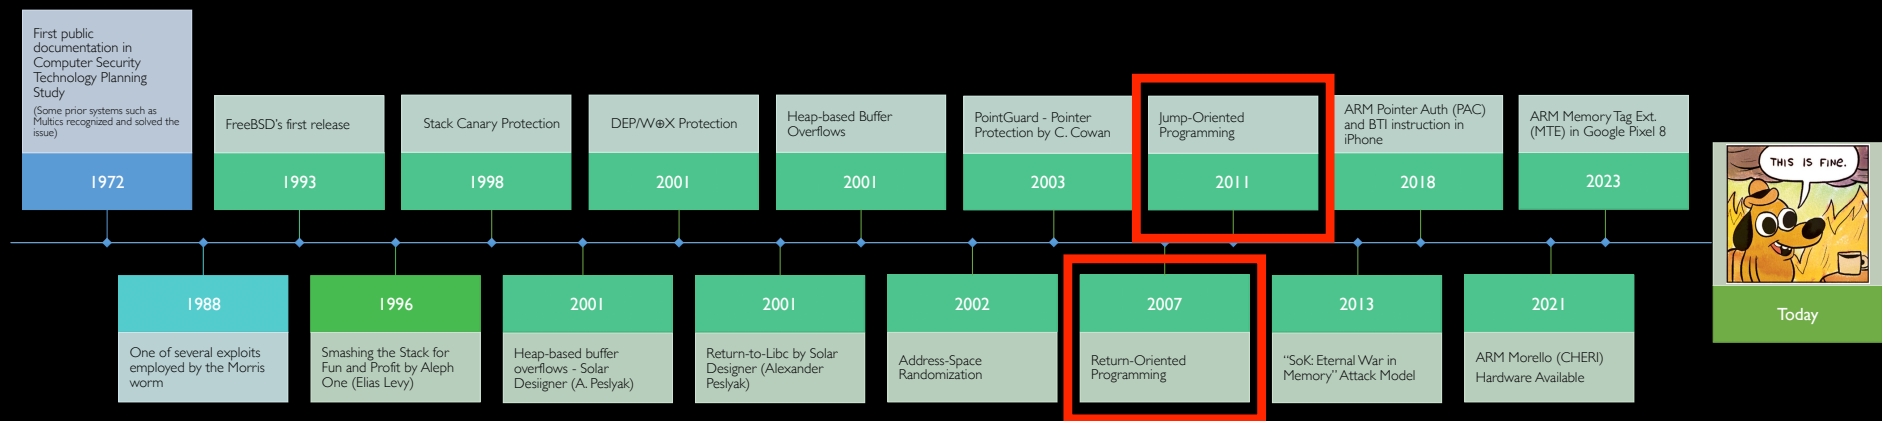 First public
documentation in
Computer Security
Technology Planning
Study
(Some prior systems such as
Multics recognized and solved the
issue)
1972
FreeBSD's first release
1993
Stack Canary Protection
1998
DEP/W⊕X Protection
2001
Heap-based Buffer
Overflows
2001
PointGuard - Pointer
Protection by C. Cowan
2003
Jump-Oriented
Programming
2011
ARM Pointer Auth (PAC)
and BTI instruction in
iPhone
2018
ARM Memory Tag Ext.
(MTE) in Google Pixel 8
2023
THIS IS FINE.
Today
1988
One of several exploits
employed by the Morris
worm
1996
Smashing the Stack for
Fun and Profit by Aleph
One (Elias Levy)
2001
Heap-based buffer
overflows - Solar
Desiigner (A. Peslyak)
2001
Return-to-Libc by Solar
Designer (Alexander
Peslyak)
2002
Address-Space
Randomization
2007
Return-Oriented
Programming
2013
“SoK: Eternal War in
Memory” Attack Model
2021
ARM Morello (CHERI)
Hardware Available